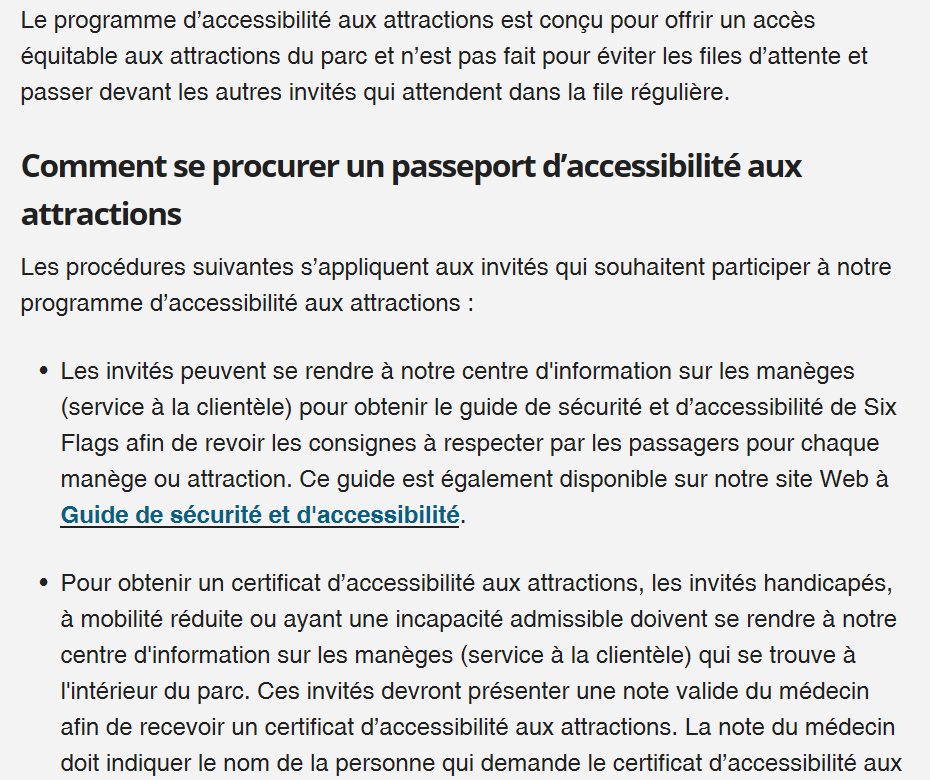 Le programme d’accessibilité aux attractions est conçu pour offrir un accès
équitable aux attractions du parc et n’est pas fait pour éviter les files d’attente et
passer devant les autres invités qui attendent dans la file régulière.
Comment se procurer un passeport d’accessibilité aux
attractions
Les procédures suivantes s’appliquent aux invités qui souhaitent participer à notre
programme d’accessibilité aux attractions :
• Les invités peuvent se rendre à notre centre d'information sur les manèges
(service à la clientèle) pour obtenir le guide de sécurité et d’accessibilité de Six
Flags afin de revoir les consignes à respecter par les passagers pour chaque
manège ou attraction. Ce guide est également disponible sur notre site Web à
Guide de sécurité et d'accessibilité.
• Pour obtenir un certificat d’accessibilité aux attractions, les invités handicapés,
à mobilité réduite ou ayant une incapacité admissible doivent se rendre à notre
centre d'information sur les manèges (service à la clientèle) qui se trouve à
l'intérieur du parc. Ces invités devront présenter une note valide du médecin
afin de recevoir un certificat d’accessibilité aux attractions. La note du médecin
doit indiquer le nom de la personne qui demande le certificat d’accessibilité aux